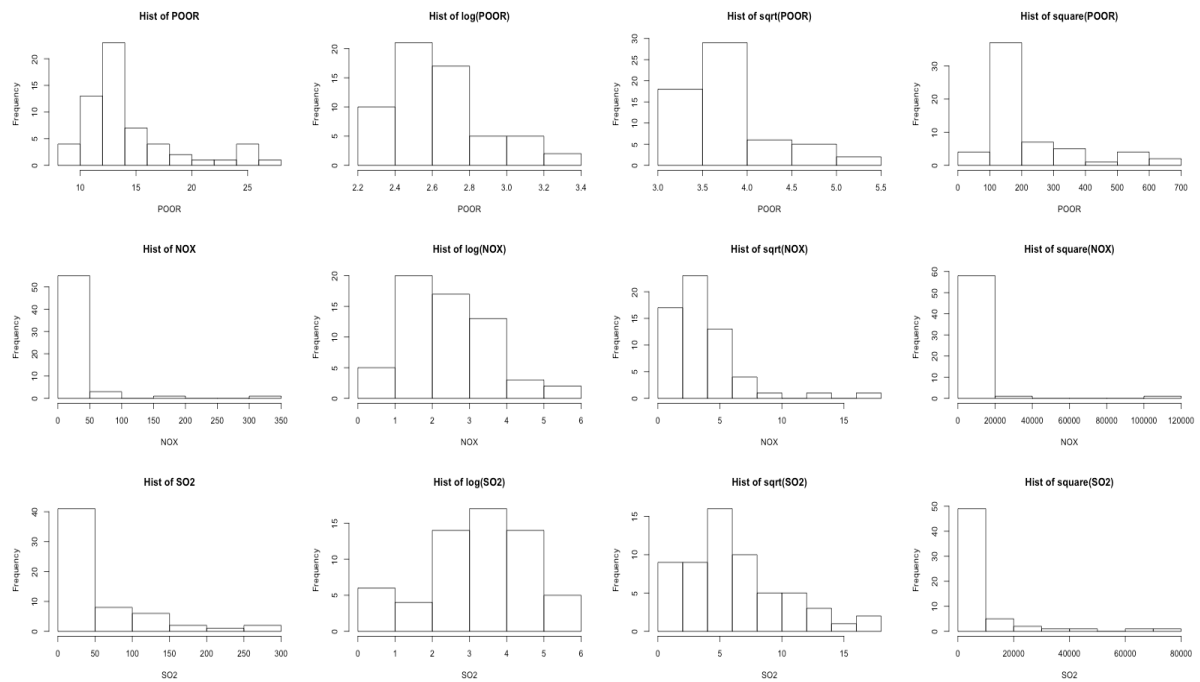 Hist of POOR
Frequency
0 5 10 15 20
10 15 20 25
POOR
Hist of log(POOR)
Frequency
0 5 10 15 20
2.2 2.4 2.6 2.8 3.0 3.2 3.4
POOR
Hist of sqrt(POOR)
Frequency
0 5 10 15 20 25 30
3.0 3.5 4.0 4.5 5.0 5.5
POOR
Hist of square(POOR)
Frequency
0 10 20 30
0 100 200 300 400 500 600 700
POOR
Hist of NOX
Frequency
0 10 20 30 40 50
0 50 100 150 200 250 300 350
NOX
Hist of log(NOX)
Frequency
0 5 10 15 20
0 1 2 3 4 5 6
NOX
Hist of sqrt(NOX)
Frequency
0 5 10 15 20
0 5 10 15
NOX
Hist of square(NOX)
Frequency
0 10 20 30 40 50 60
0 20000 40000 60000 80000 100000 120000
NOX
Hist of SO2
Frequency
0 10 20 30 40
0 50 100 150 200 250 300
SO2
Hist of log(SO2)
Frequency
0 5 10 15
0 1 2 3 4 5 6
SO2
Hist of sqrt(SO2)
Frequency
0 5 10 15
0 5 10 15
SO2
Hist of square(SO2)
Frequency
0 10 20 30 40 50
0 20000 40000 60000 80000
SO2